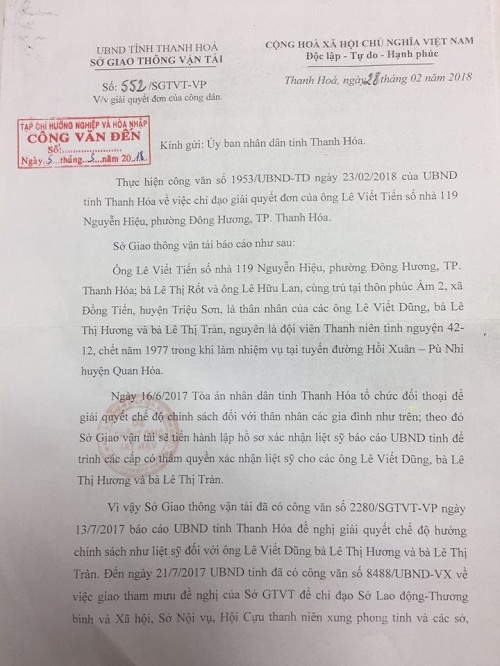 UBND TỈNH THANH HOÁ
SỞ GIAO THÔNG VẬN TẢI
CỘNG HOÀ XÃ HỘI CHỦ NGHĨA VIỆT NAM
Độc lập - Tự do - Hạnh phúc
Số: 552/SGTVT-VP
V/v giải quyết đơn của công dân.
Thanh Hoá, ngày 28 tháng 02 năm 2018
TẠP CHÍ HƯỚNG NGHIỆP VÀ HÒA NHẬP
CÔNG VĂN ĐẾN
Số:
Ngày 5 tháng 5 năm 2018
Kính gửi: Ủy ban nhân dân tỉnh Thanh Hóa.
Thực hiện công văn số 1953/UBND-TD ngày 23/02/2018 của UBND
tỉnh Thanh Hóa về việc chỉ đạo giải quyết đơn của ông Lê Viết Tiến số nhà 119
Nguyễn Hiệu, phường Đông Hương, TP. Thanh Hóa.
Sở Giao thông vận tải báo cáo như sau:
Ông Lê Viết Tiến số nhà 119 Nguyễn Hiệu, phường Đông Hương, TP.
Thanh Hóa; bà Lê Thị Rốt và ông Lê Hữu Lan, cùng trú tại thôn phúc Ấm 2, xã
Đồng Tiến, huyện Triệu Sơn, là thân nhân của các ông Lê Viết Dũng, bà Lê
Thị Hương và bà Lê Thị Tràn, nguyên là đội viên Thanh niên tình nguyện 42-
12, chết năm 1977 trong khi làm nhiệm vụ tại tuyến đường Hồi Xuân – Pù Nhi
huyện Quan Hóa.
Ngày 16/6/2017 Tòa án nhân dân tỉnh Thanh Hóa tổ chức đối thoại để
giải quyết chế độ chính sách đối với thân nhân các gia đình như trên; theo đó
Sở Giao vận tải sẽ tiến hành lập hồ sơ xác nhận liệt sỹ báo cáo UBND tỉnh để
trình các cấp có thẩm quyền xác nhận liệt sỹ cho các ông Lê Viết Dũng, bà Lê
Thị Hương và bà Lê Thị Tràn.
Vì vậy Sở Giao thông vận tải đã có công văn số 2280/SGTVT-VP ngày
13/7/2017 báo cáo UBND tỉnh Thanh Hóa đề nghị giải quyết chế độ hưởng
chính sách như liệt sỹ đối với ông Lê Viết Dũng bà Lê Thị Hương và bà Lê Thị
Tràn. Đến ngày 21/7/2017 UBND tỉnh đã có công văn số 8488/UBND-VX về
việc giao tham mưu đề nghị của Sở GTVT để chỉ đạo Sở Lao động-Thương
binh và Xã hội, Sở Nội vụ, Hội Cựu thanh niên xung phong tỉnh và các sở,